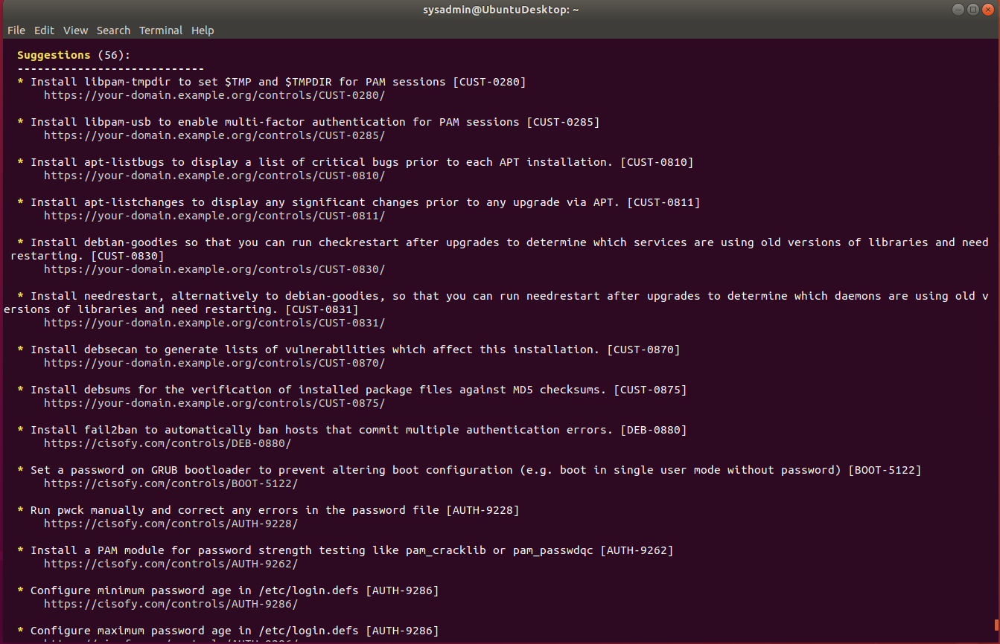 sysadmin@UbuntuDesktop: ~
File Edit View Search Terminal Help
Suggestions (56):
----------------------------
* Install libpam-tmpdir to set $TMP and $TMPDIR for PAM sessions [CUST-0280]
https://your-domain.example.org/controls/CUST-0280/
* Install libpam-usb to enable multi-factor authentication for PAM sessions [CUST-0285]
https://your-domain.example.org/controls/CUST-0285/
* Install apt-listbugs to display a list of critical bugs prior to each APT installation. [CUST-0810]
https://your-domain.example.org/controls/CUST-0810/
* Install apt-listchanges to display any significant changes prior to any upgrade via APT. [CUST-0811]
https://your-domain.example.org/controls/CUST-0811/
* Install debian-goodies so that you can run checkrestart after upgrades to determine which services are using old versions of libraries and need
restarting. [CUST-0830]
https://your-domain.example.org/controls/CUST-0830/
* Install needrestart, alternatively to debian-goodies, so that you can run needrestart after upgrades to determine which daemons are using old v
ersions of libraries and need restarting. [CUST-0831]
https://your-domain.example.org/controls/CUST-0831/
* Install debsecan to generate lists of vulnerabilities which affect this installation. [CUST-0870]
https://your-domain.example.org/controls/CUST-0870/
* Install debsums for the verification of installed package files against MD5 checksums. [CUST-0875]
https://your-domain.example.org/controls/CUST-0875/
* Install fail2ban to automatically ban hosts that commit multiple authentication errors. [DEB-0880]
https://cisofy.com/controls/DEB-0880/
* Set a password on GRUB bootloader to prevent altering boot configuration (e.g. boot in single user mode without password) [BOOT-5122]
https://cisofy.com/controls/BOOT-5122/
* Run pwck manually and correct any errors in the password file [AUTH-9228]
https://cisofy.com/controls/AUTH-9228/
* Install a PAM module for password strength testing like pam_cracklib or pam_passwdqc [AUTH-9262]
https://cisofy.com/controls/AUTH-9262/
* Configure minimum password age in /etc/login.defs [AUTH-9286]
https://cisofy.com/controls/AUTH-9286/
* Configure maximum password age in /etc/login.defs [AUTH-9286]